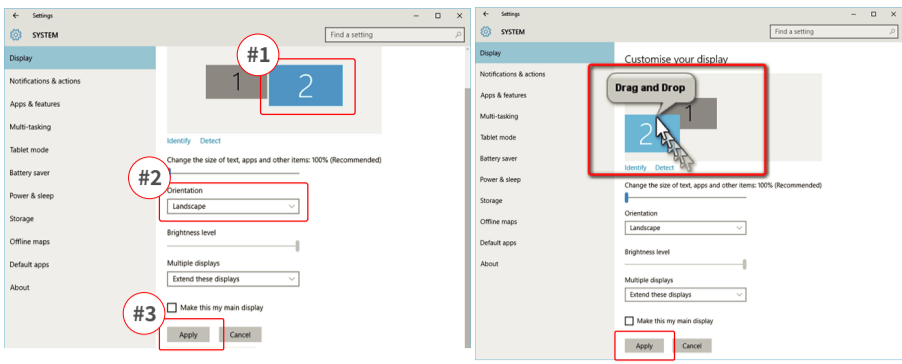 Settings
SYSTEM
Find a setting
Display
Notifications & actions
Apps & features
Multi-tasking
Tablet mode
Battery saver
Power & sleep
Storage
Offline maps
Default apps
About
#1
1
2
Identify Detect
Change the size of text, apps and other items: 100% (Recommended)
#2
Orientation
Landscape
Brightness level
Multiple displays
Extend these displays
Make this my main display
#3
Apply Cancel
Settings
SYSTEM
Find a setting
Display
Notifications & actions
Apps & features
Multi-tasking
Tablet mode
Battery saver
Power & sleep
Storage
Offline maps
Default apps
About
Customise your display
Drag and Drop
1
2
Identify Detect
Change the size of text, apps and other items: 100% (Recommended)
Orientation
Landscape
Brightness level
Multiple displays
Extend these displays
Make this my main display
Apply Cancel